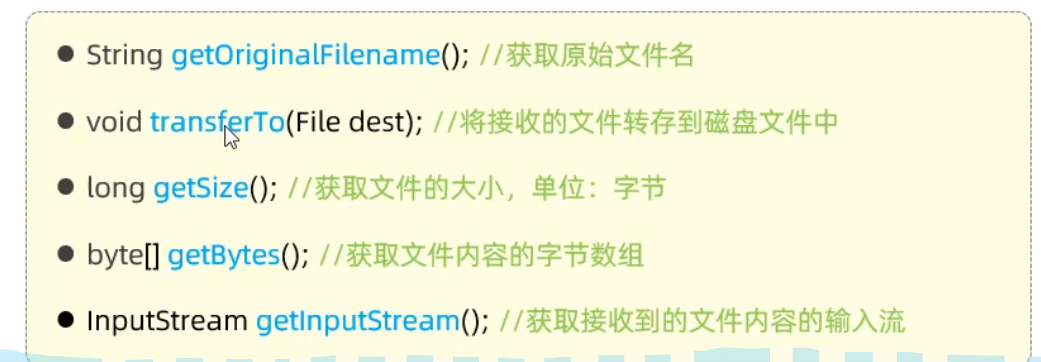 ● String getOriginalFilename(); //获取原始文件名
● void transferTo(File dest); //将接收的文件转存到磁盘文件中
● long getSize(); //获取文件的大小，单位：字节
● byte[] getBytes(); //获取文件内容的字节数组
● InputStream getInputStream(); //获取接收到的文件内容的输入流